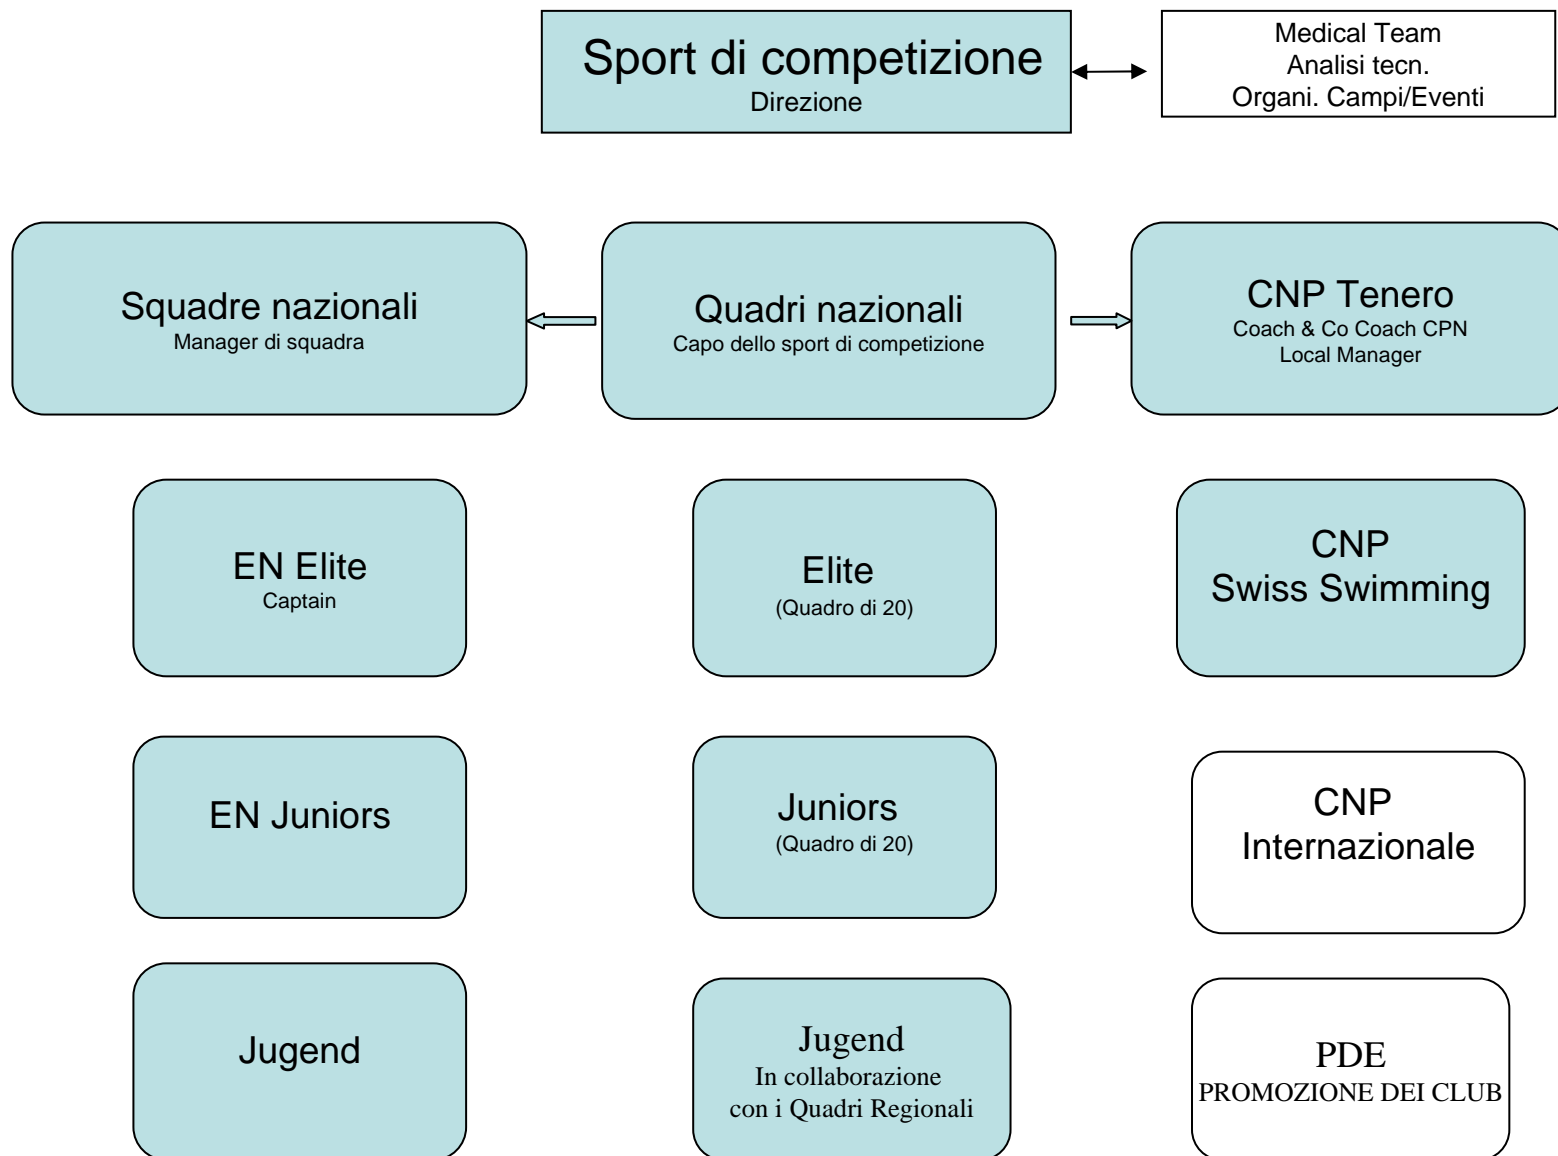 Sport di competizione
Direzione
Medical Team
Analisi tecn.
Organi. Campi/Eventi
Squadre nazionali
Manager di squadra
Quadri nazionali
Capo dello sport di competizione
CNP Tenero
Coach & Co Coach CPN
Local Manager
EN Elite
Captain
Elite
(Quadro di 20)
CNP
Swiss Swimming
EN Juniors
Juniors
(Quadro di 20)
CNP
Internazionale
Jugend
Jugend
In collaborazione
con i Quadri Regionali
PDE
PROMOZIONE DEI CLUB